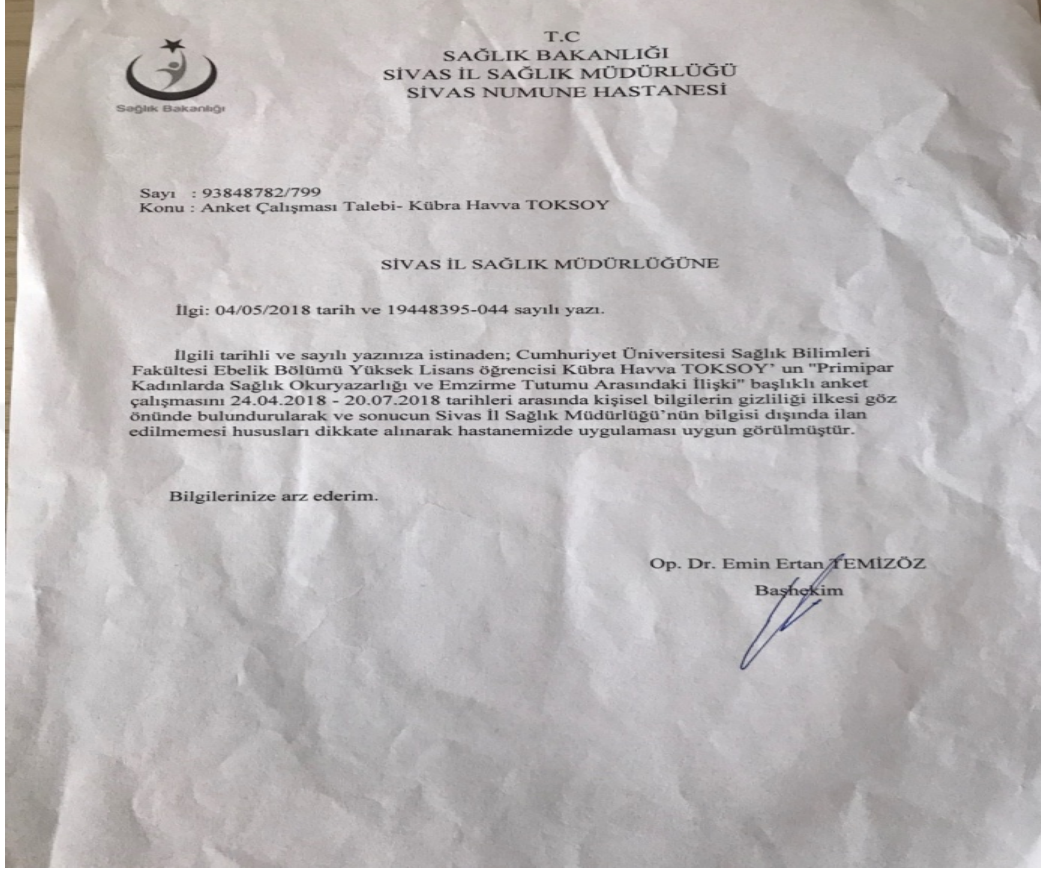 T.C
SAĞLIK BAKANLIĞI
SİVAS İL SAĞLIK MÜDÜRLÜĞÜ
SİVAS NUMUNE HASTANESİ
Sağlık Bakanlığı
Sayı : 93848782/799
Konu : Anket Çalışması Talebi- Kübra Havva TOKSOY
SİVAS İL SAĞLIK MÜDÜRLÜĞÜNE
İlgi: 04/05/2018 tarih ve 19448395-044 sayılı yazı.
İlgili tarihli ve sayılı yazınıza istinaden; Cumhuriyet Üniversitesi Sağlık Bilimleri
Fakültesi Ebelik Bölümü Yüksek Lisans öğrencisi Kübra Havva TOKSOY' un "Primipar
Kadınlarda Sağlık Okuryazarlığı ve Emzirme Tutumu Arasındaki İlişki" başlıklı anket
çalışmasını 24.04.2018 - 20.07.2018 tarihleri arasında kişisel bilgilerin gizliliği ilkesi göz
önünde bulundurularak ve sonucun Sivas İl Sağlık Müdürlüğü'nün bilgisi dışında ilan
edilmemesi hususları dikkate alınarak hastanemizde uygulaması uygun görülmüştür.
Bilgilerinize arz ederim.
Op. Dr. Emin Ertan TEMİZÖZ
Başhekim